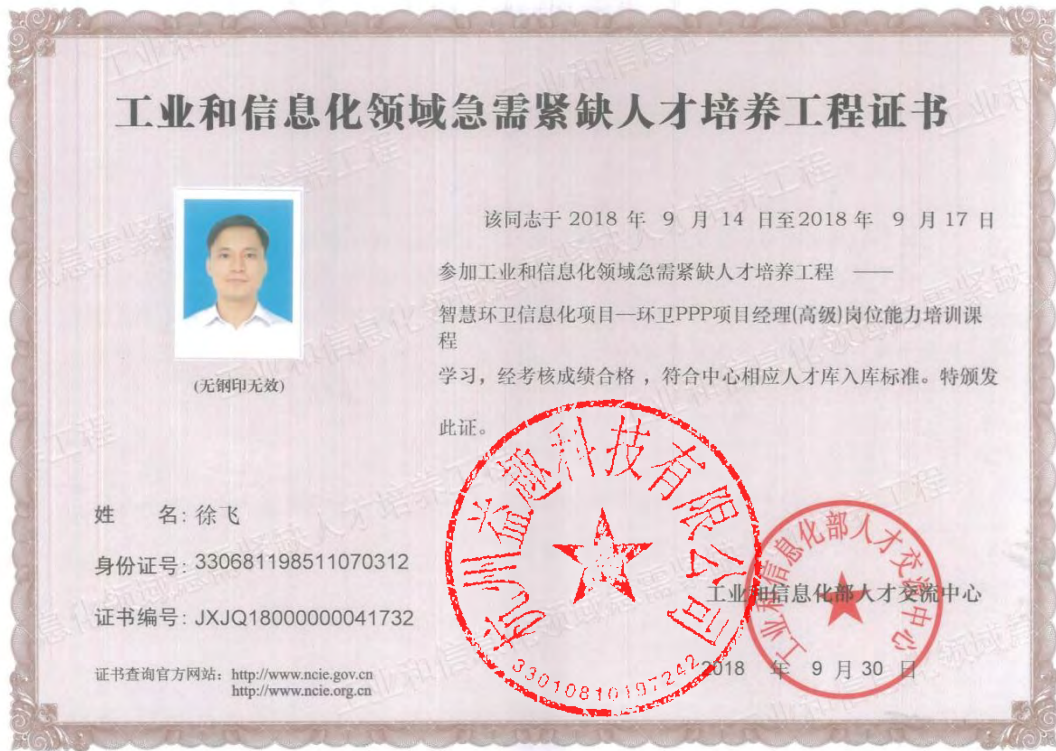 工业和信息化领域急需紧缺人才培养工程证书
该同志于 2018 年 9 月 14 日至2018 年 9 月 17 日
参加工业和信息化领域急需紧缺人才培养工程 ——
智慧环卫信息化项目—环卫PPP项目经理(高级)岗位能力培训课
程
学习，经考核成绩合格 ，符合中心相应人才库入库标准。特颁发
此证。
(无钢印无效)
姓 名: 徐飞
身份证号: 330681198511070312
证书编号: JXJQ18000000041732
证书查询官方网站: http://www.ncie.gov.cn
http://www.ncie.org.cn
杭州省趣科技有限公司
33010810197242
工业和信息化部人才交流中心
工业和信息化部人才交流中心
2018 年 9 月 30 日